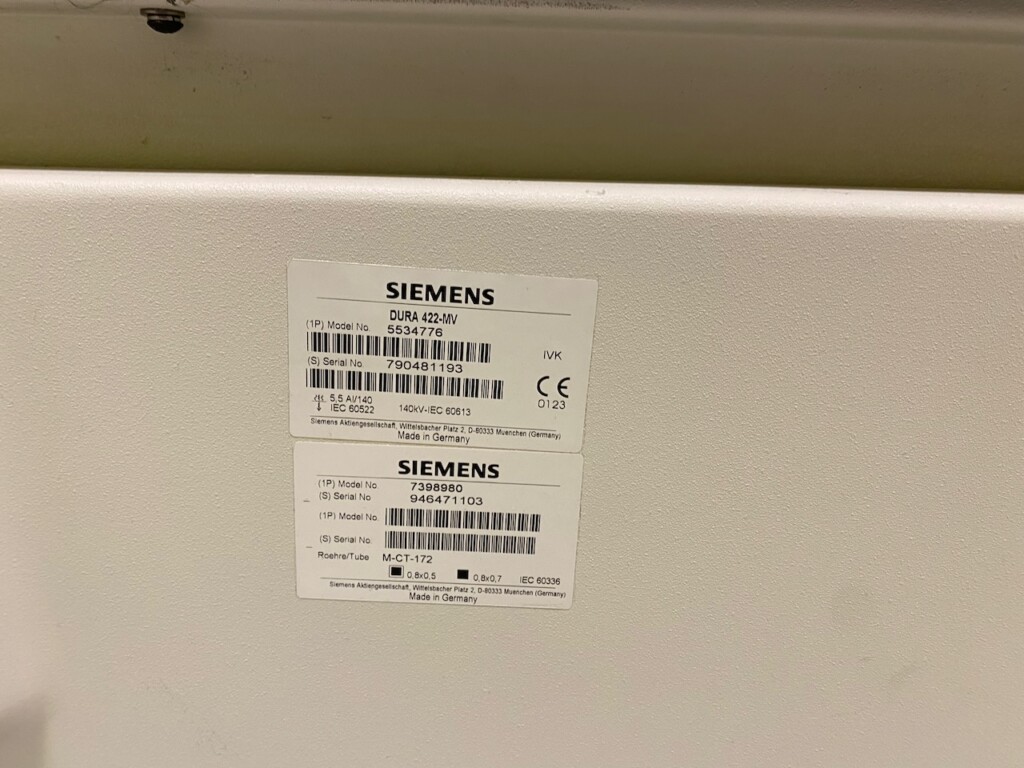 SIEMENS
DURA 422-MV
(1P) Model No. 5534776
(S) Serial No. 790481193
IVK
CE
0123
5,5 Al/140
IEC 60522 140kV-IEC 60613
Siemens Aktiengesellschaft, Wittelsbacher Platz 2, D-80333 Muenchen (Germany)
Made in Germany
SIEMENS
(1P) Model No 7398980
(S) Serial No 946471103
(1P) Model No.
(S) Serial No.
Roehre/Tube M-CT-172
0,8x0,5 0,8x0,7 IEC 60336
Siemens Aktiengesellschaft, Wittelsbacher Platz 2, D-80333 Muenchen (Germany)
Made in Germany